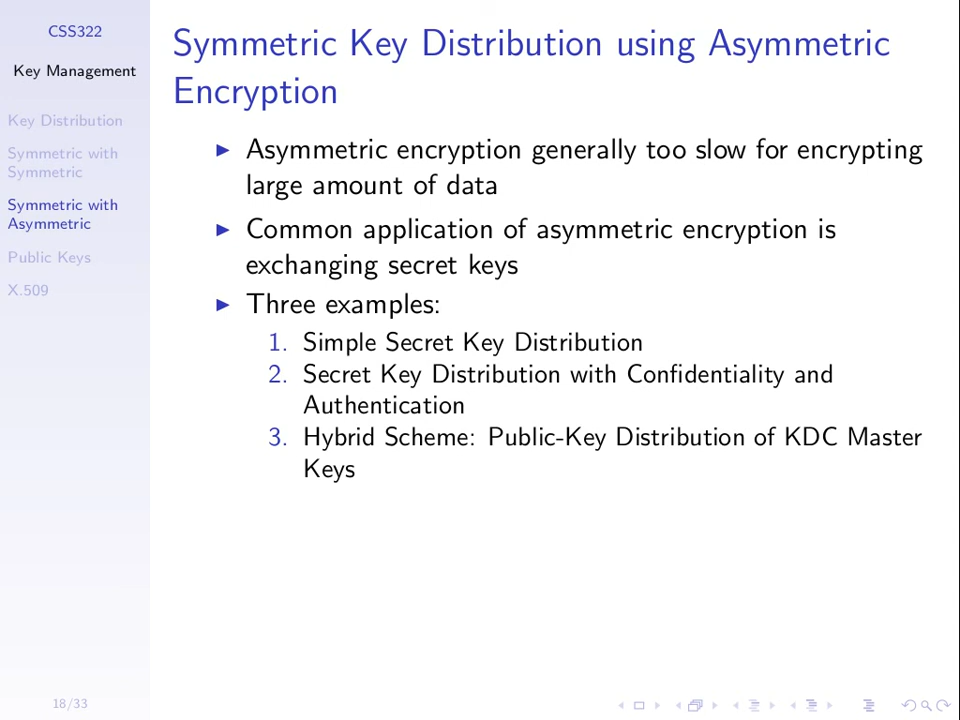 CSS322
Key Management
Key Distribution
Symmetric with
Symmetric
Symmetric with
Asymmetric
Public Keys
X.509
18/33
Symmetric Key Distribution using Asymmetric
Encryption
Asymmetric encryption generally too slow for encrypting
large amount of data
Common application of asymmetric encryption is
exchanging secret keys
Three examples:
1. Simple Secret Key Distribution
2. Secret Key Distribution with Confidentiality and
Authentication
3. Hybrid Scheme: Public-Key Distribution of KDC Master
Keys